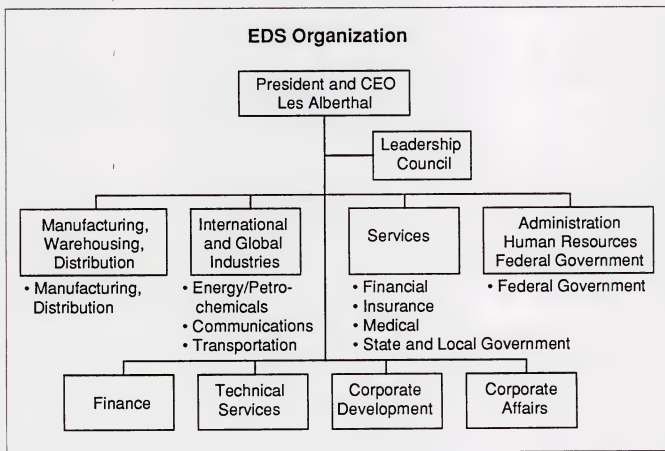 EDS Organization
President and CEO
Les Alberthal
Leadership
Council
Manufacturing,
Warehousing,
Distribution
• Manufacturing,
Distribution
International
and Global
Industries
• Energy/Petro-
chemicals
• Communications
• Transportation
Services
• Financial
• Insurance
• Medical
• State and Local Government
Administration
Human Resources
Federal Government
• Federal Government
Finance
Technical
Services
Corporate
Development
Corporate
Affairs